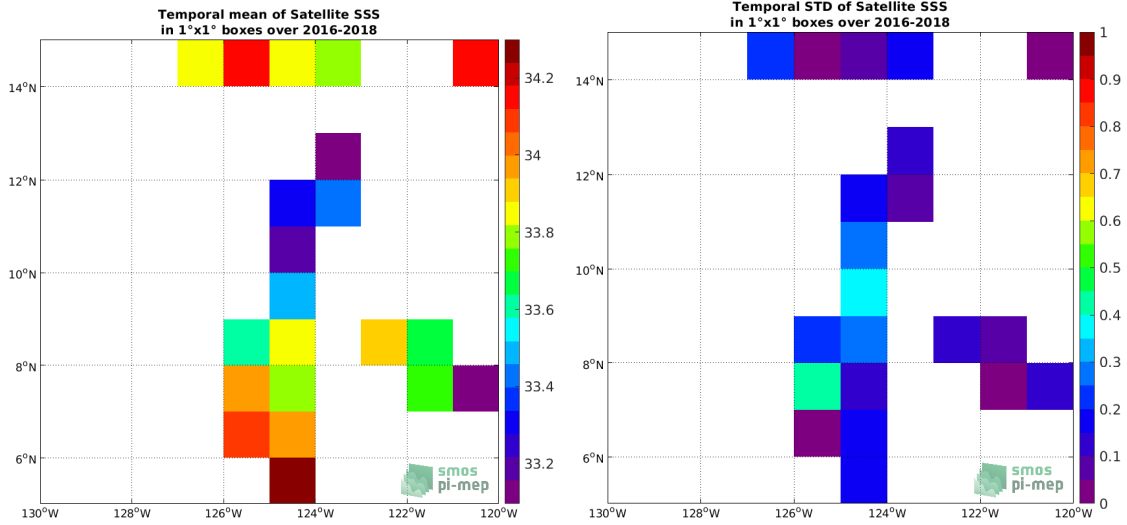 Temporal mean of Satellite SSS
in 1°x1° boxes over 2016-2018
14°N
12°N
10°N
8°N
6°N
130°W
128°W
126°W
124°W
122°W
120°W
34.2
34
33.8
33.6
33.4
33.2
smos
pi-mep
Temporal STD of Satellite SSS
in 1°x1° boxes over 2016-2018
14°N
12°N
10°N
8°N
6°N
130°W
128°W
126°W
124°W
122°W
120°W
1
0.9
0.8
0.7
0.6
0.5
0.4
0.3
0.2
0.1
0
smos
pi-mep